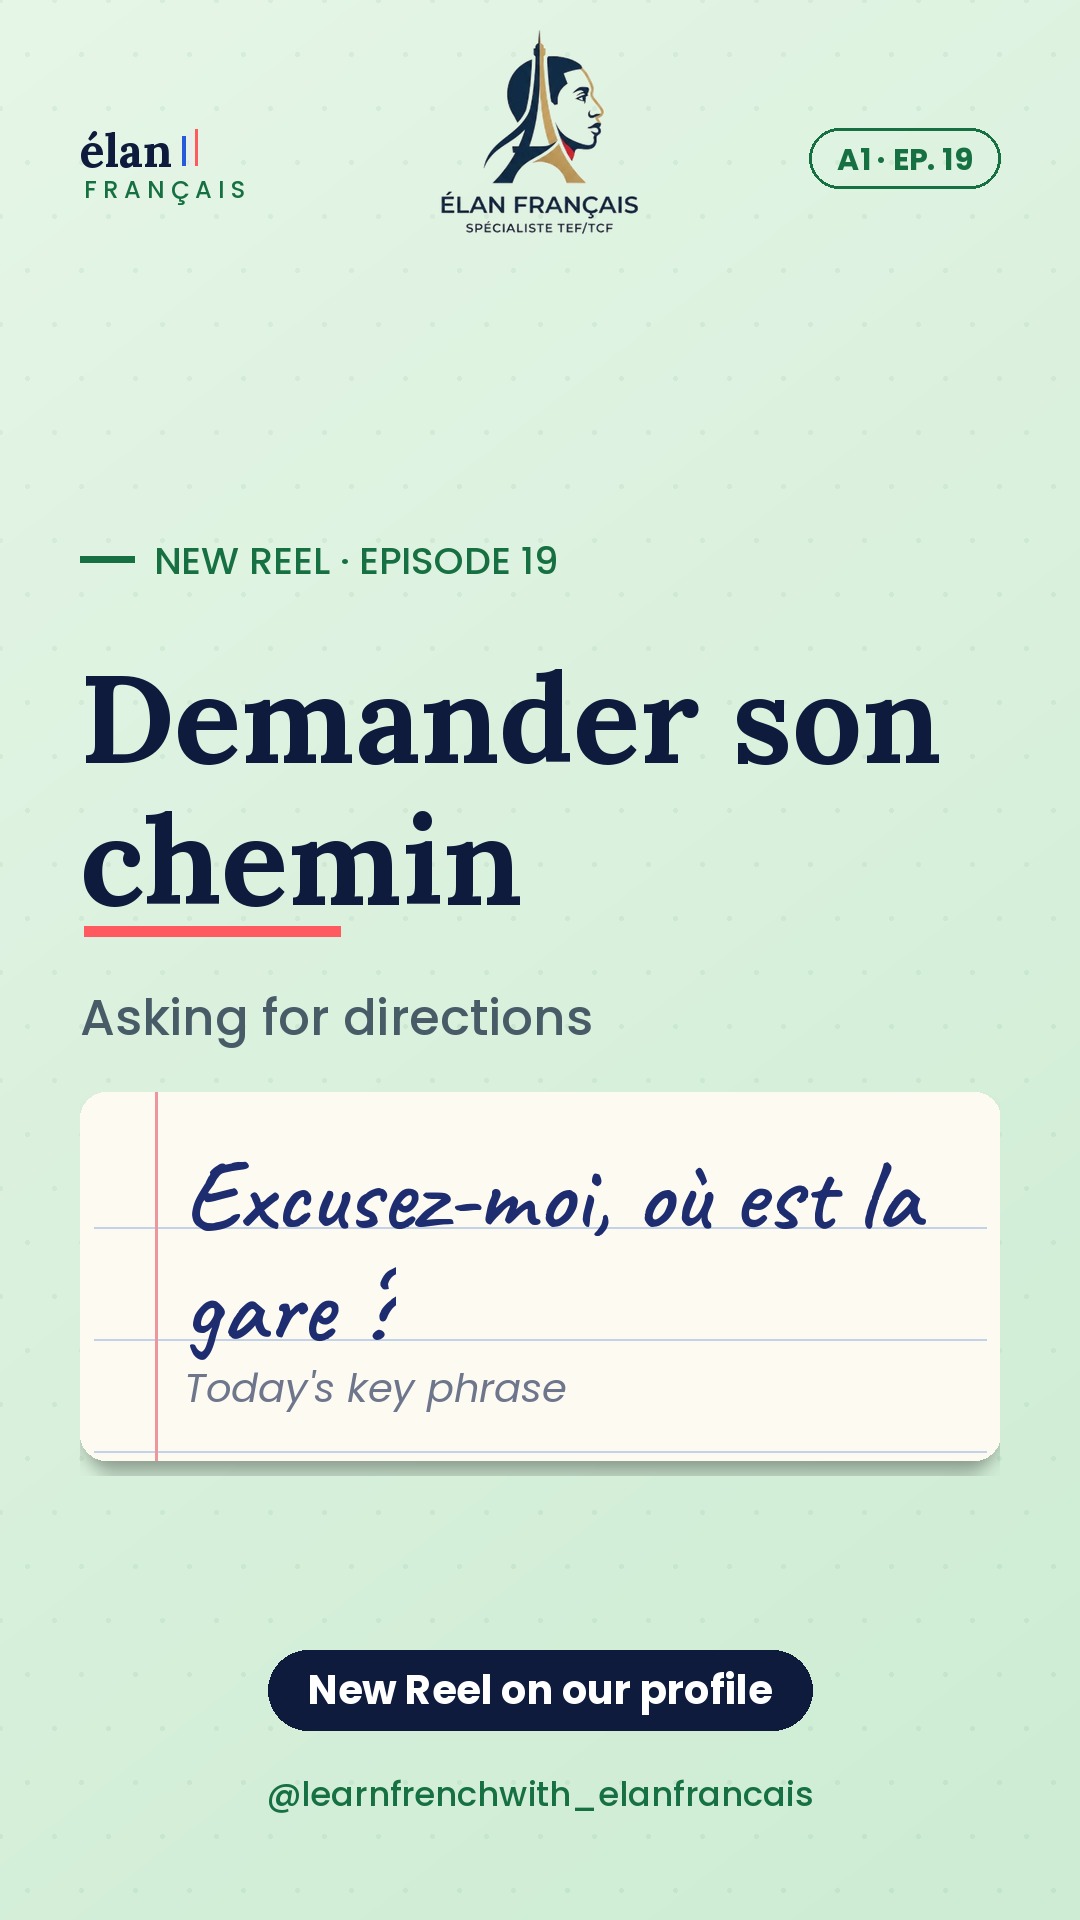 élan
FRANÇAIS
ÉLAN FRANÇAIS
SPÉCIALISTE TEF/TCF
A1 · EP. 19
NEW REEL · EPISODE 19
Demander son
chemin
Asking for directions
Excusez-moi, où est la
gare ?
Today's key phrase
New Reel on our profile
@learnfrenchwith_elanfrancais